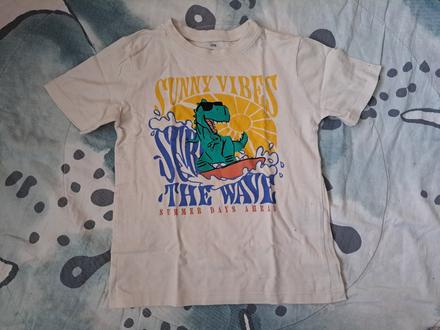 SUNNY VIBES
SURF
THE WAVE
SUMMER DAYS AHEAD